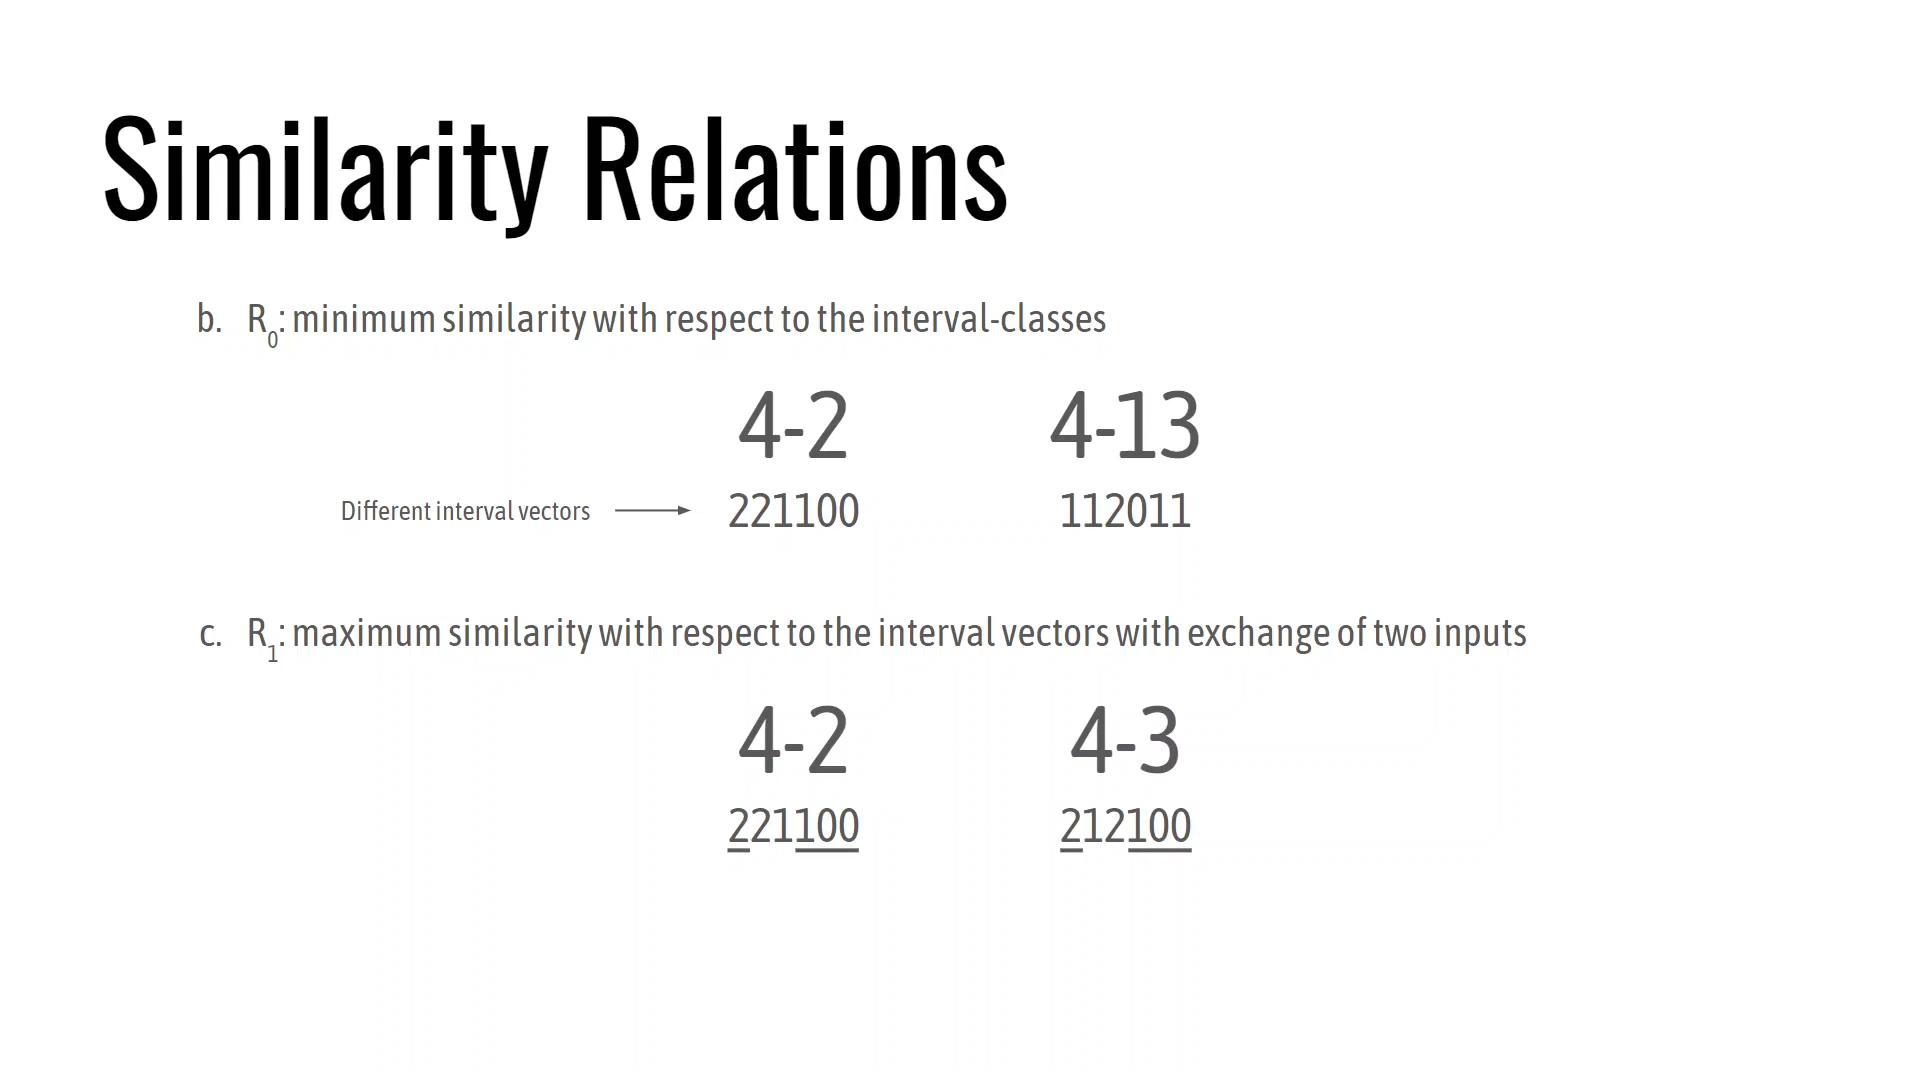 Similarity Relations
b. R₀: minimum similarity with respect to the interval-classes
4-2 4-13
Different interval vectors 221100 112011
c. R₁: maximum similarity with respect to the interval vectors with exchange of two inputs
4-2 4-3
221100 212100